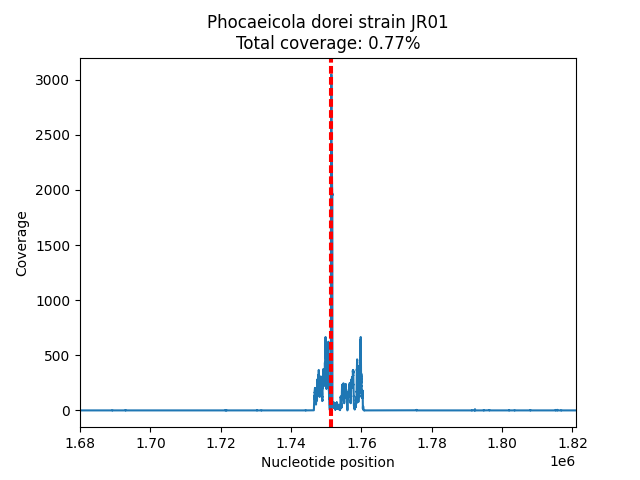 Phocaeicola dorei strain JR01
Total coverage: 0.77%
3000
2500
2000
1500
1000
500
0
Coverage
1.68 1.70 1.72 1.74 1.76 1.78 1.80 1.82
1e6
Nucleotide position